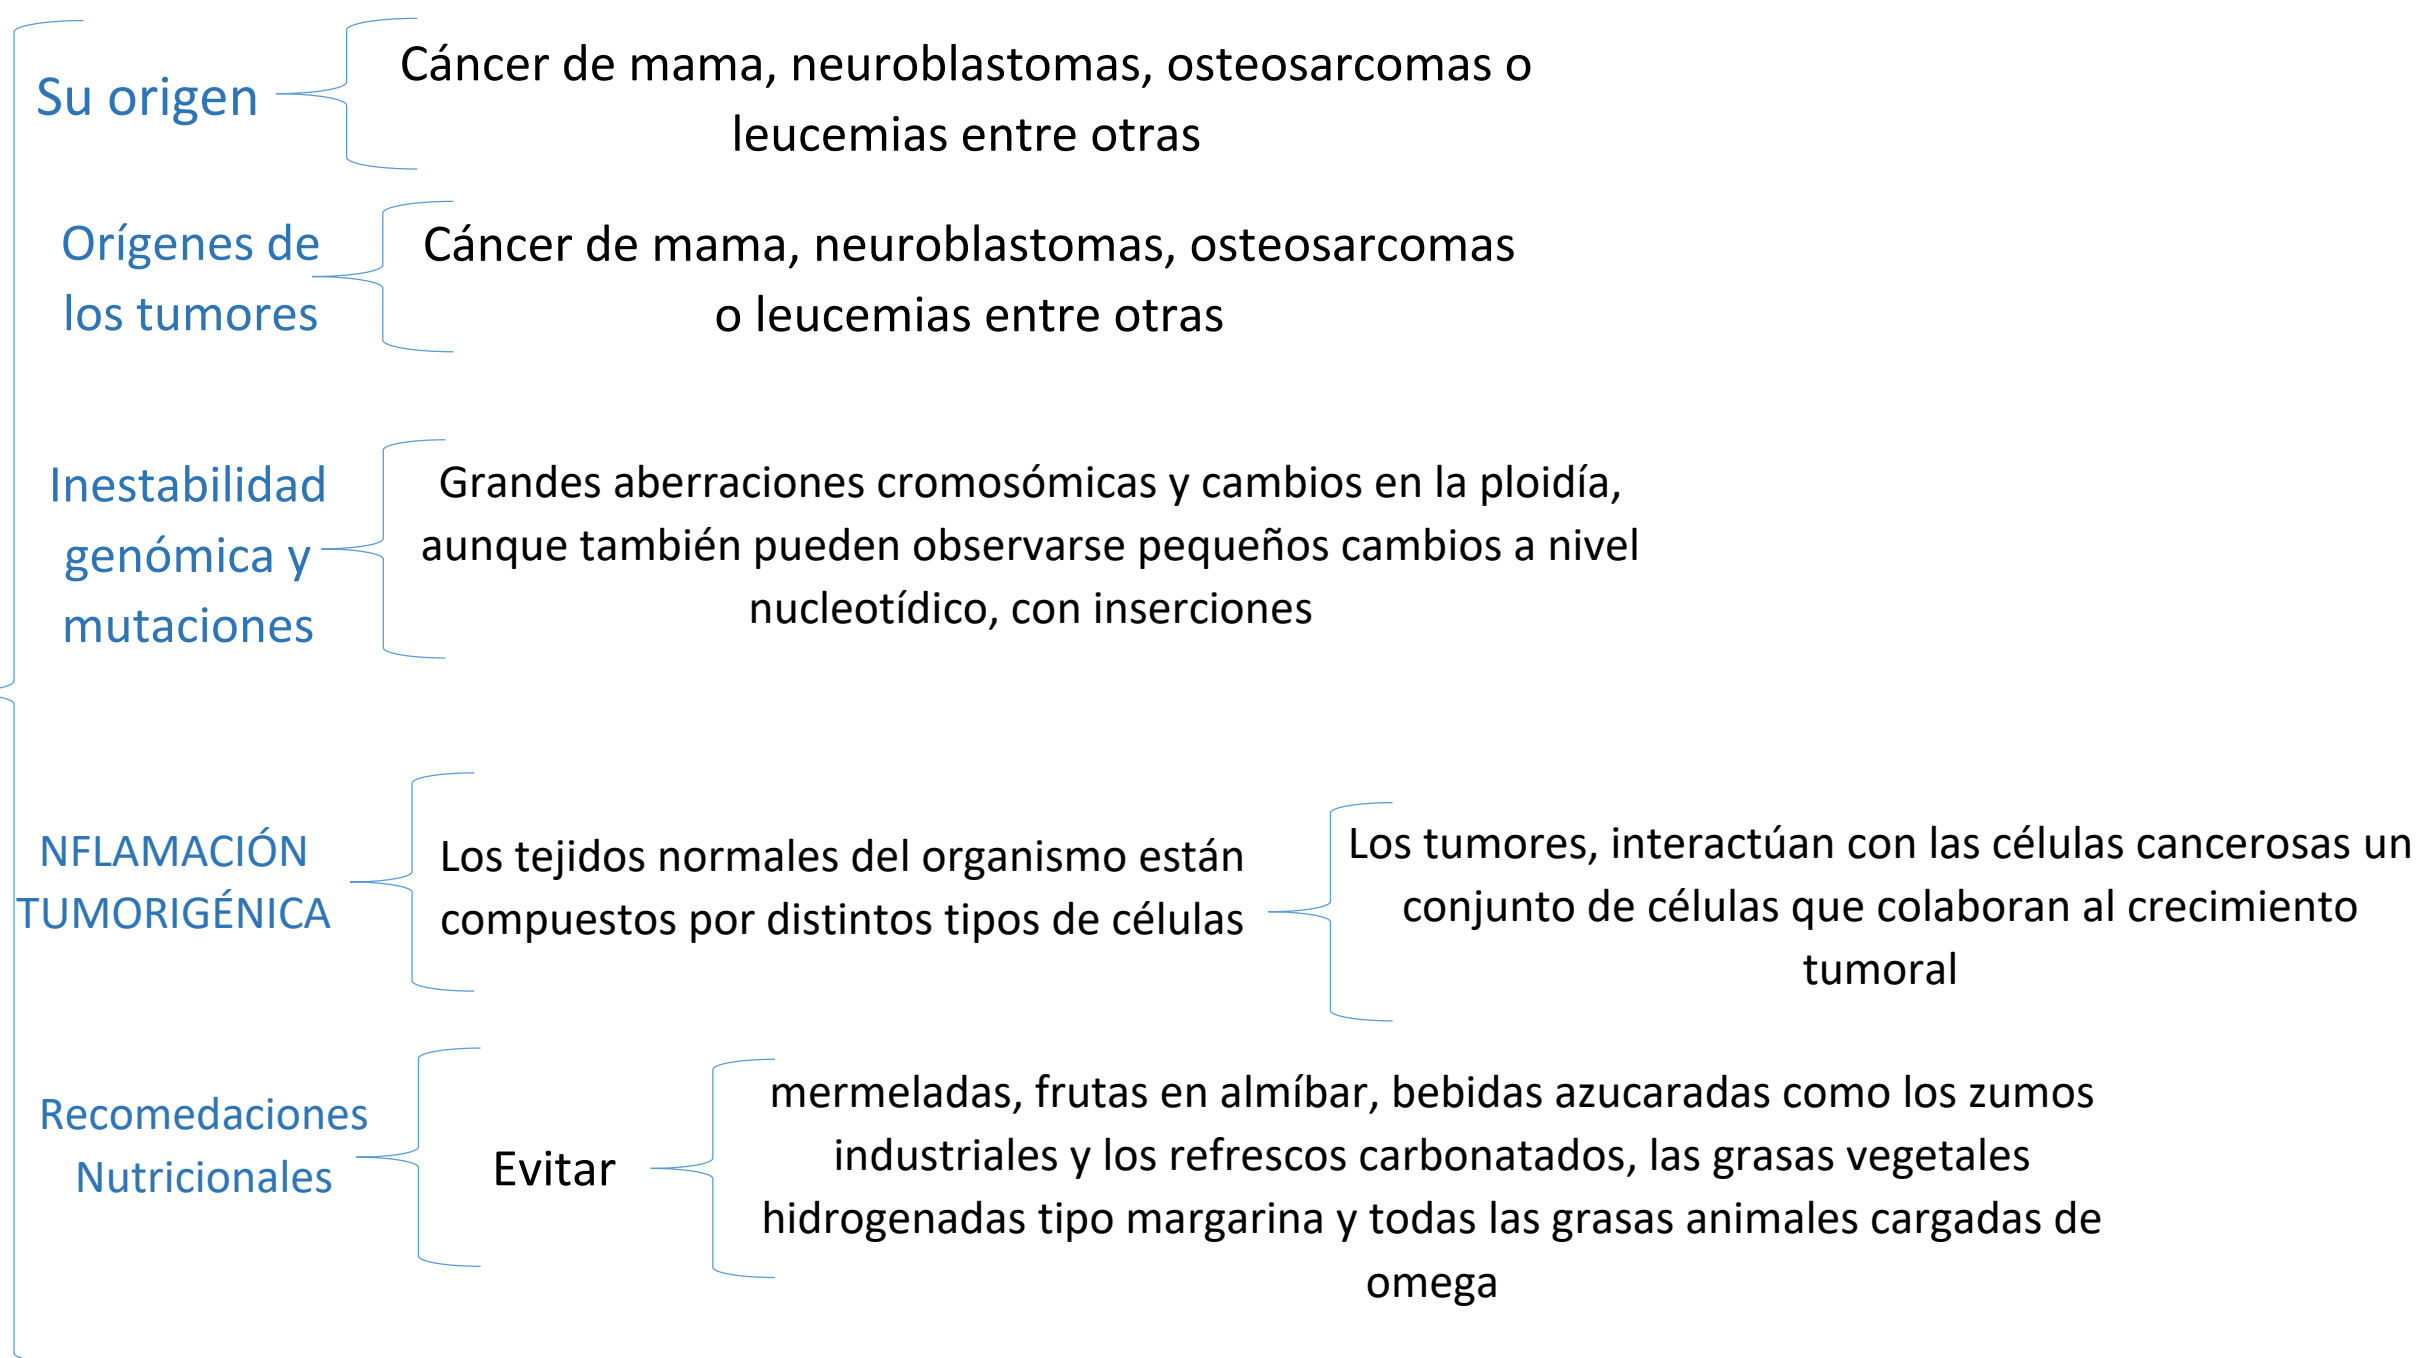 Su origen
Cáncer de mama, neuroblastomas, osteosarcomas o
leucemias entre otras
Orígenes de
los tumores
Cáncer de mama, neuroblastomas, osteosarcomas
o leucemias entre otras
Inestabilidad
genómica y
mutaciones
Grandes aberraciones cromosómicas y cambios en la ploidía,
aunque también pueden observarse pequeños cambios a nivel
nucleotídico, con inserciones
NFLAMACIÓN
TUMORIGÉNICA
Los tejidos normales del organismo están
compuestos por distintos tipos de células
Los tumores, interactúan con las células cancerosas un
conjunto de células que colaboran al crecimiento
tumoral
Recomedaciones
Nutricionales
Evitar
mermeladas, frutas en almíbar, bebidas azucaradas como los zumos
industriales y los refrescos carbonatados, las grasas vegetales
hidrogenadas tipo margarina y todas las grasas animales cargadas de
omega